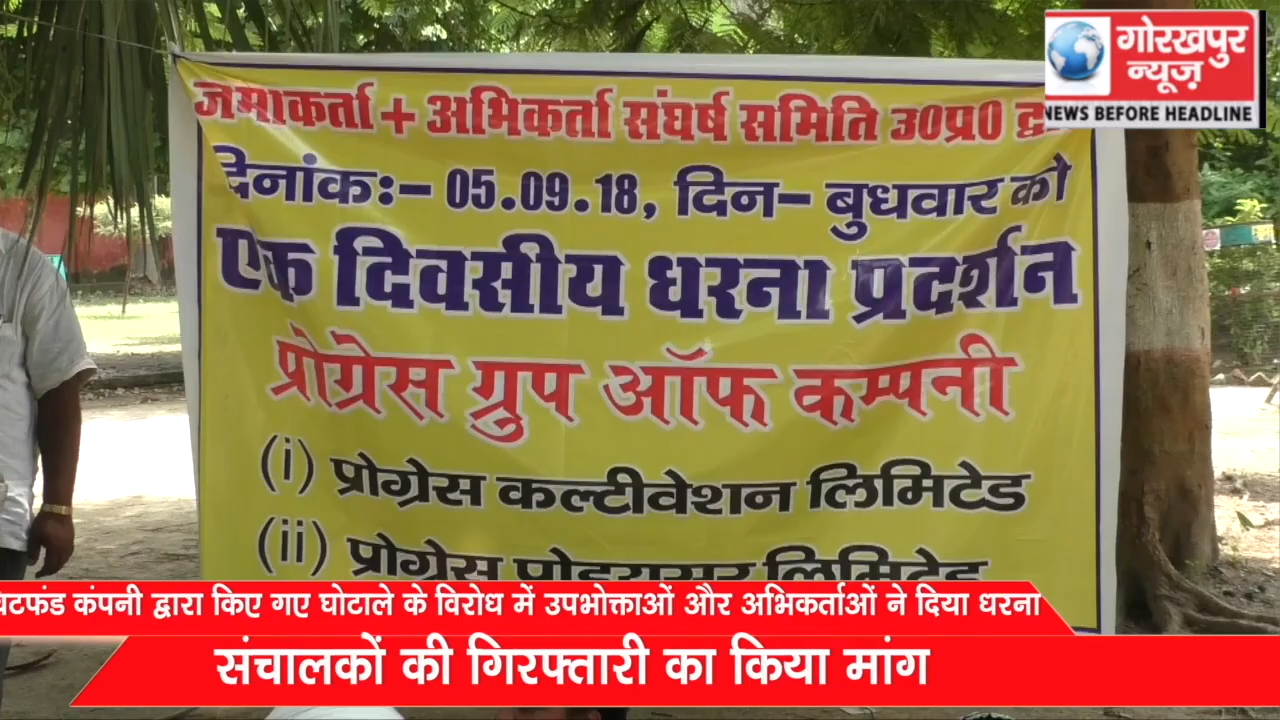 गोरखपुर
न्यूज़
NEWS BEFORE HEADLINE
जमाकर्ता + अभिकर्ता संघर्ष समिति उ0प्र0
दिनांक:- 05.09.18, दिन- बुधवार को
एक दिवसीय धरना प्रदर्शन
प्रोग्रेस ग्रुप ऑफ कम्पनी
(i) प्रोग्रेस कल्टीवेशन लिमिटेड
(ii) प्रोग्रेस प्रोड्यूसर लिमिटेड
कंपनी द्वारा किए गए घोटाले के विरोध में उपभोक्ताओं और अभिकर्ताओं ने दिया धरना
संचालकों की गिरफ्तारी का किया मांग